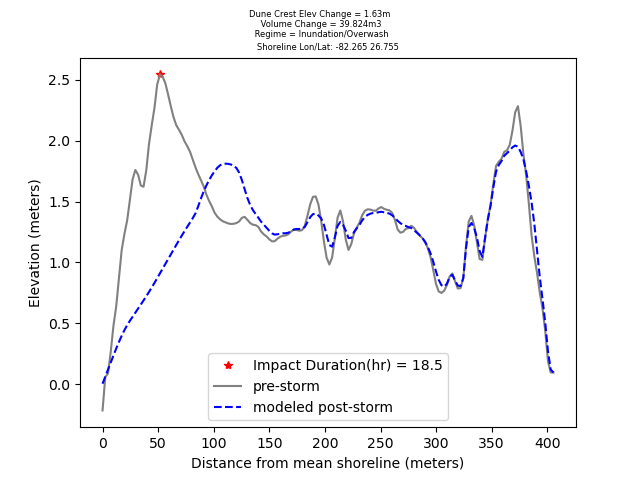 Dune Crest Elev Change = 1.63m
Volume Change = 39.824m3
Regime = Inundation/Overwash
Shoreline Lon/Lat: -82.265 26.755
2.5
2.0
1.5
1.0
0.5
0.0
Elevation (meters)
Impact Duration(hr) = 18.5
pre-storm
modeled post-storm
0 50 100 150 200 250 300 350 400
Distance from mean shoreline (meters)